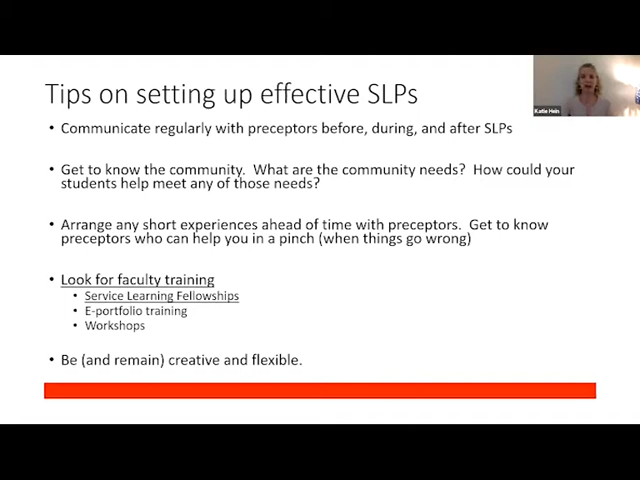 Tips on setting up effective SLPs
Katie Hein
• Communicate regularly with preceptors before, during, and after SLPs
• Get to know the community. What are the community needs? How could your
students help meet any of those needs?
• Arrange any short experiences ahead of time with preceptors. Get to know
preceptors who can help you in a pinch (when things go wrong)
• Look for faculty training
• Service Learning Fellowships
• E-portfolio training
• Workshops
• Be (and remain) creative and flexible.